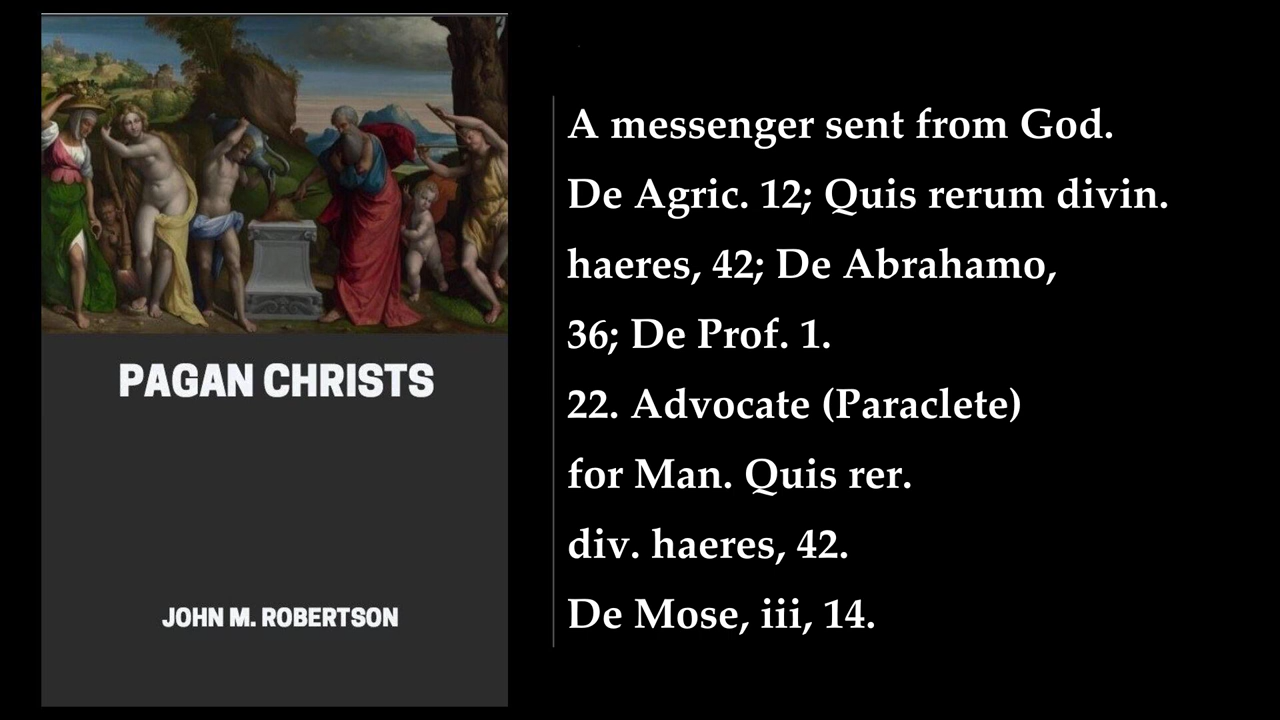 PAGAN CHRISTS
JOHN M. ROBERTSON
A messenger sent from God.
De Agric. 12; Quis rerum divin.
haeres, 42; De Abrahamo,
36; De Prof. 1.
22. Advocate (Paraclete)
for Man. Quis rer.
div. haeres, 42.
De Mose, iii, 14.